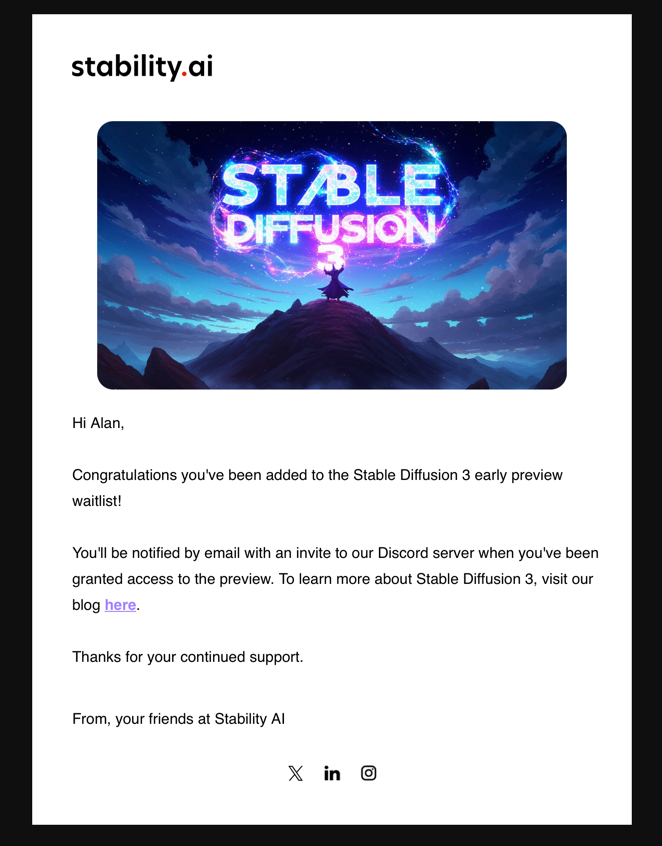 stability.ai
STABLE
DIFFUSION
3
Hi Alan,
Congratulations you've been added to the Stable Diffusion 3 early preview
waitlist!
You'll be notified by email with an invite to our Discord server when you've been
granted access to the preview. To learn more about Stable Diffusion 3, visit our
blog here.
Thanks for your continued support.
From, your friends at Stability AI